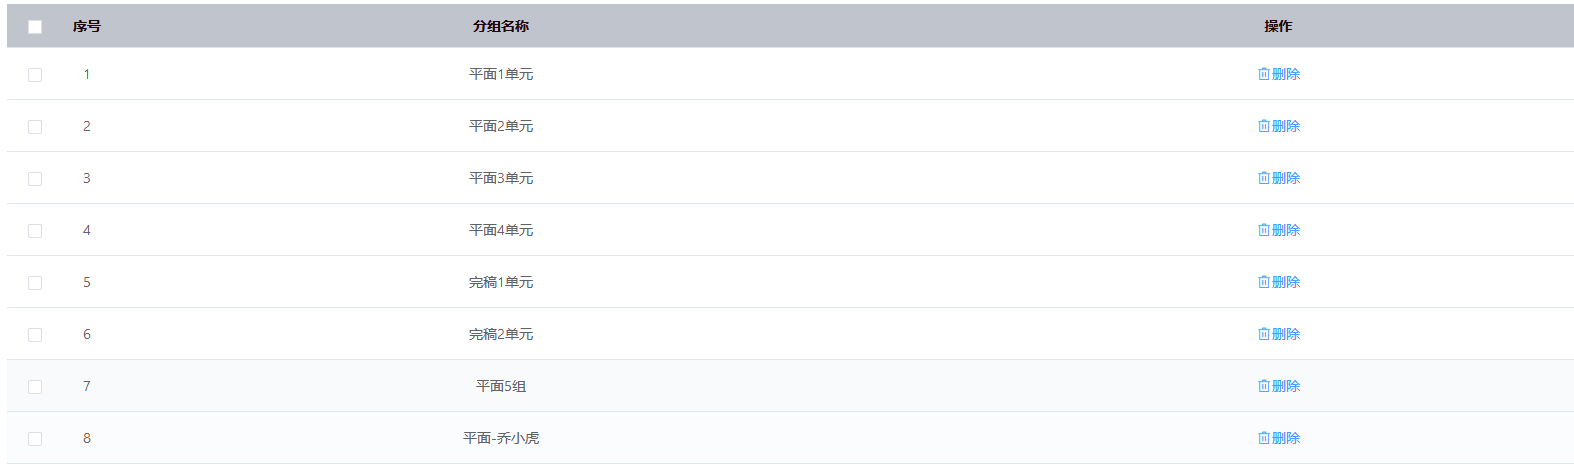 序号 分组名称 操作
1 平面1单元 删除
2 平面2单元 删除
3 平面3单元 删除
4 平面4单元 删除
5 完稿1单元 删除
6 完稿2单元 删除
7 平面5组 删除
8 平面-乔小虎 删除